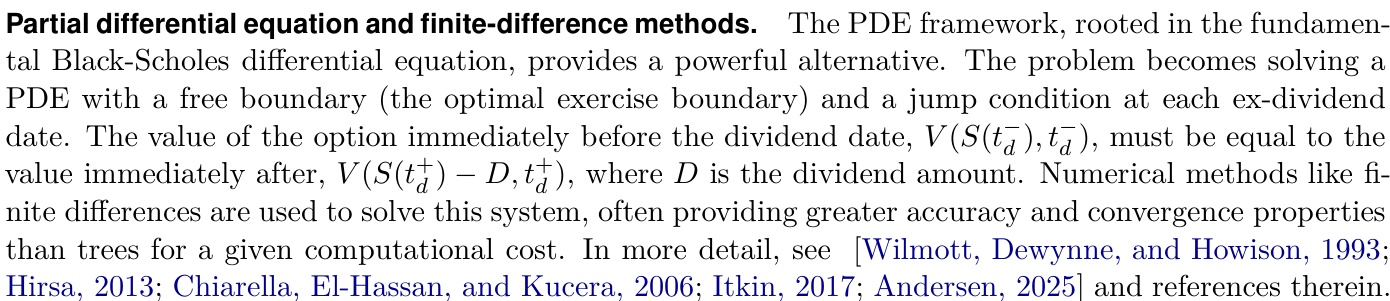 Partial differential equation and finite-difference methods. The PDE framework, rooted in the fundamen-
tal Black-Scholes differential equation, provides a powerful alternative. The problem becomes solving a
PDE with a free boundary (the optimal exercise boundary) and a jump condition at each ex-dividend
date. The value of the option immediately before the dividend date, $V(S(t_d^-), t_d^-)$, must be equal to the
value immediately after, $V(S(t_d^+) - D, t_d^+)$, where $D$ is the dividend amount. Numerical methods like fi-
nite differences are used to solve this system, often providing greater accuracy and convergence properties
than trees for a given computational cost. In more detail, see [Wilmott, Dewynne, and Howison, 1993;
Hirsa, 2013; Chiarella, El-Hassan, and Kucera, 2006; Itkin, 2017; Andersen, 2025] and references therein.